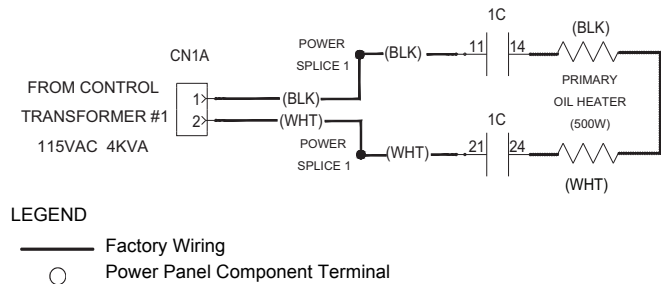 1C
(BLK)
CN1A
POWER
SPLICE 1
(BLK)
11
14
FROM CONTROL
TRANSFORMER #1
115VAC 4KVA
1
2
(BLK)
(WHT)
PRIMARY
OIL HEATER
(500W)
1C
POWER
SPLICE 1
(WHT)
21
24
(WHT)
LEGEND
Factory Wiring
Power Panel Component Terminal